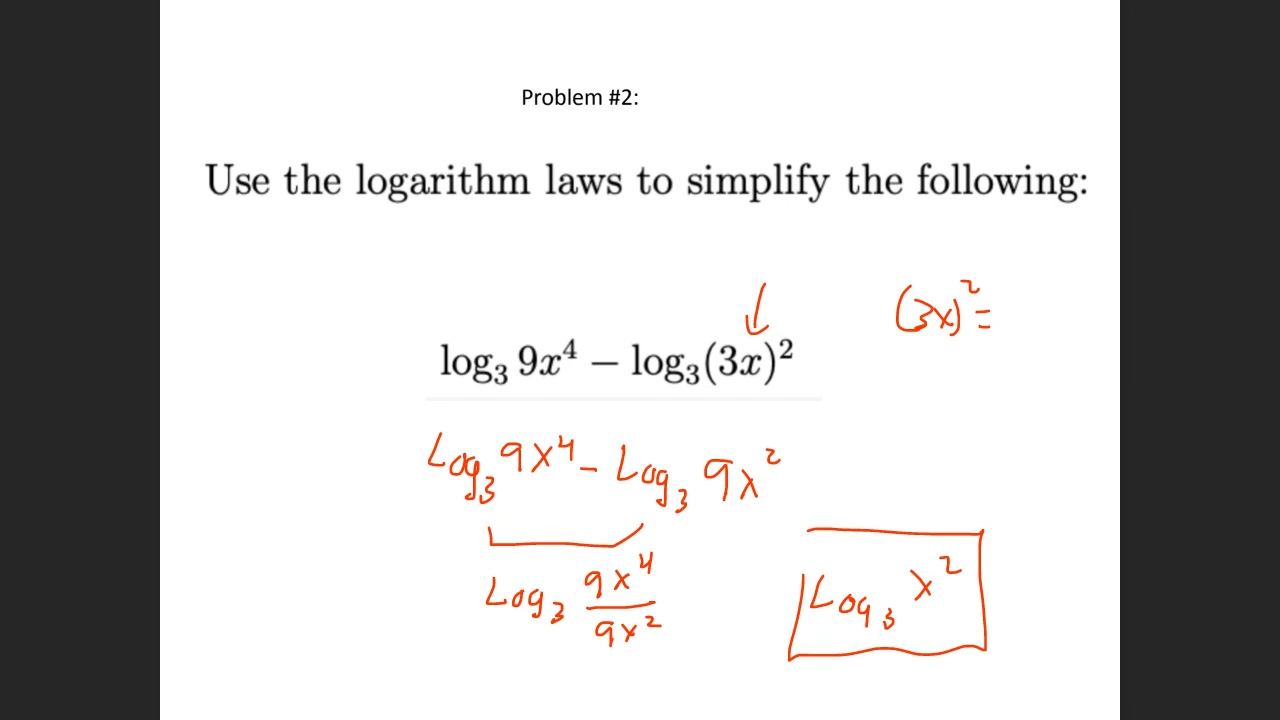 Problem #2:
Use the logarithm laws to simplify the following:
(3x)² =
log₃ 9x⁴ − log₃(3x)²
Log₃ 9x⁴ - Log₃ 9x²
Log₃ 9x⁴/9x²
Log₃ x²